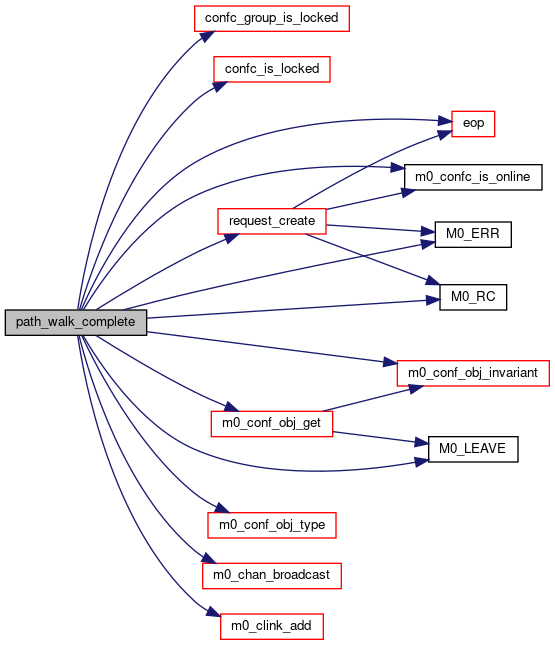 confc_group_is_locked
confc_is_locked
eop
m0_confc_is_online
request_create
M0_ERR
M0_RC
path_walk_complete
m0_conf_obj_invariant
m0_conf_obj_get
M0_LEAVE
m0_conf_obj_type
m0_chan_broadcast
m0_clink_add